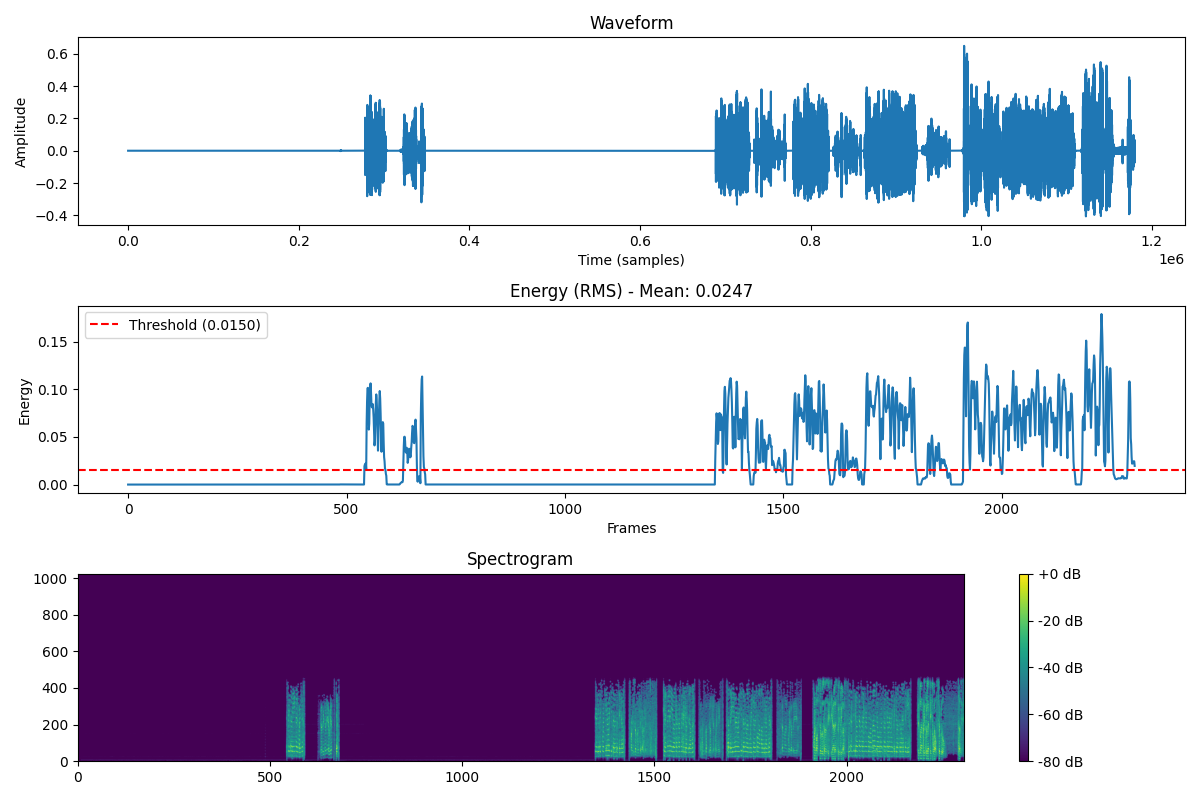 Waveform
0.6
0.4
0.2
0.0
−0.2
−0.4
Amplitude
0.0 0.2 0.4 0.6 0.8 1.0 1.2
1e6
Time (samples)
Energy (RMS) - Mean: 0.0247
Threshold (0.0150)
0.15
0.10
0.05
0.00
Energy
0 500 1000 1500 2000
Frames
Spectrogram
1000
800
600
400
200
0
0 500 1000 1500 2000
+0 dB
-20 dB
-40 dB
-60 dB
-80 dB